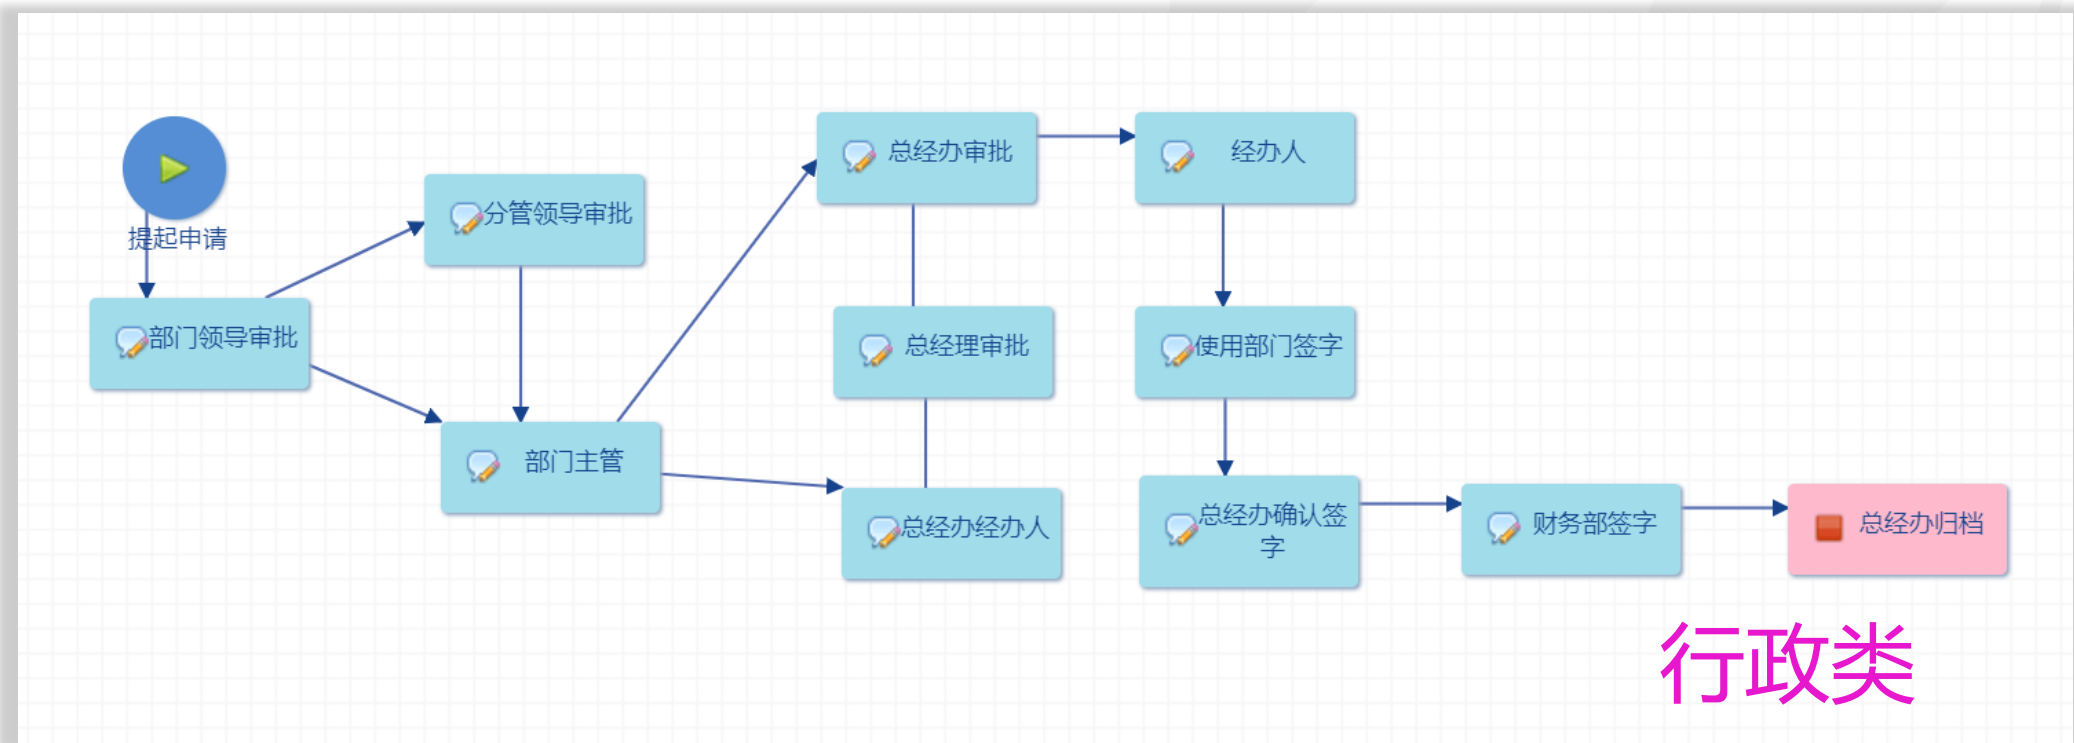 提起申请
部门领导审批
分管领导审批
部门主管
总经办审批
总经理审批
总经办经办人
经办人
使用部门签字
总经办确认签
字
财务部签字
总经办归档
行政类